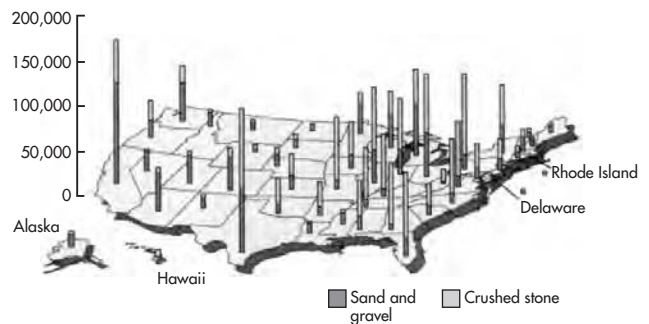 200,000
150,000
100,000
50,000
0
Alaska
Hawaii
Rhode Island
Delaware
Sand and
gravel
Crushed stone